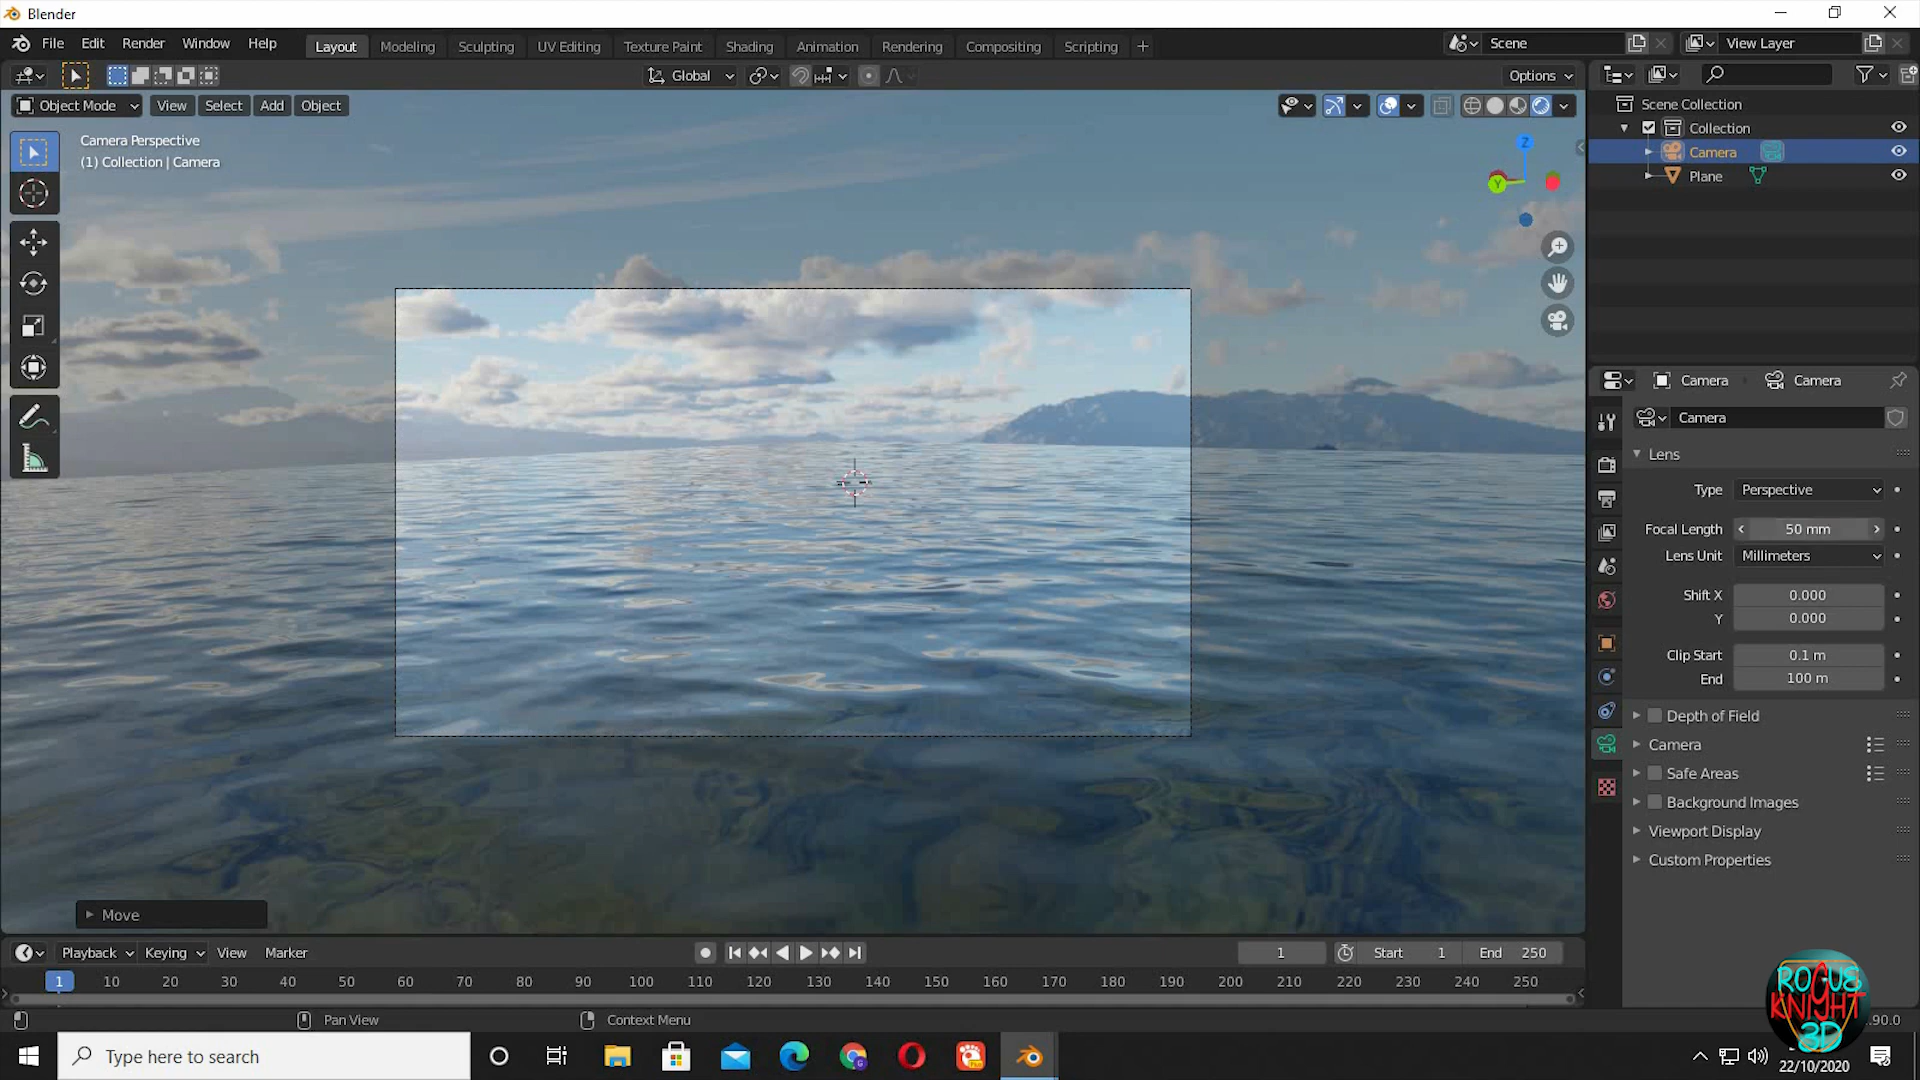 Blender
File Edit Render Window Help
Layout Modeling Sculpting UV Editing Texture Paint Shading Animation Rendering Compositing Scripting +
Scene
View Layer
Global
Options
Object Mode View Select Add Object
Camera Perspective
(1) Collection | Camera
Z
Y
Scene Collection
Collection
Camera
Plane
Camera Camera
Camera
Lens
Type Perspective
Focal Length 50 mm
Lens Unit Millimeters
Shift X 0.000
Y 0.000
Clip Start 0.1 m
End 100 m
Depth of Field
Camera
Safe Areas
Background Images
Viewport Display
Custom Properties
Move
Playback Keying View Marker
1 Start 1 End 250
1 10 20 30 40 50 60 70 80 90 100 110 120 130 140 150 160 170 180 190 200 210 220 230 240 250
Pan View
Context Menu
.90.0
ROGUE
KNIGHT
3D
Type here to search
22/10/2020